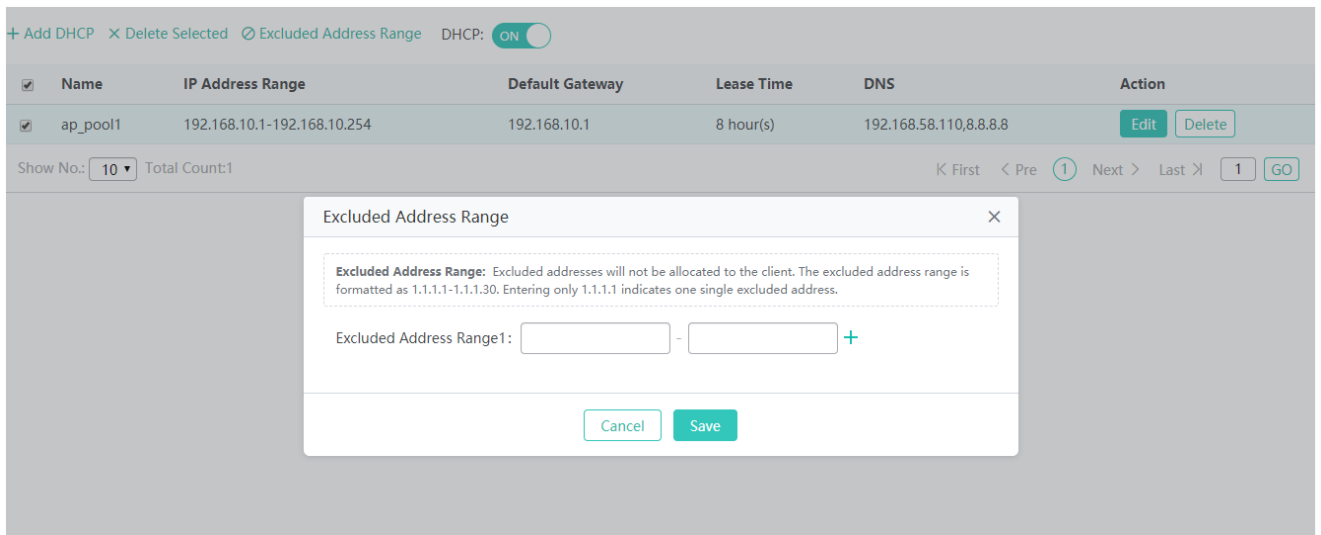 + Add DHCP × Delete Selected Excluded Address Range DHCP: ON
Name IP Address Range Default Gateway Lease Time DNS Action
ap_pool1 192.168.10.1-192.168.10.254 192.168.10.1 8 hour(s) 192.168.58.110,8.8.8.8 Edit Delete
Show No.: 10 Total Count:1 First Pre 1 Next Last 1 GO
Excluded Address Range
Excluded Address Range: Excluded addresses will not be allocated to the client. The excluded address range is
formatted as 1.1.1.1-1.1.1.30. Entering only 1.1.1.1 indicates one single excluded address.
Excluded Address Range1: - +
Cancel Save